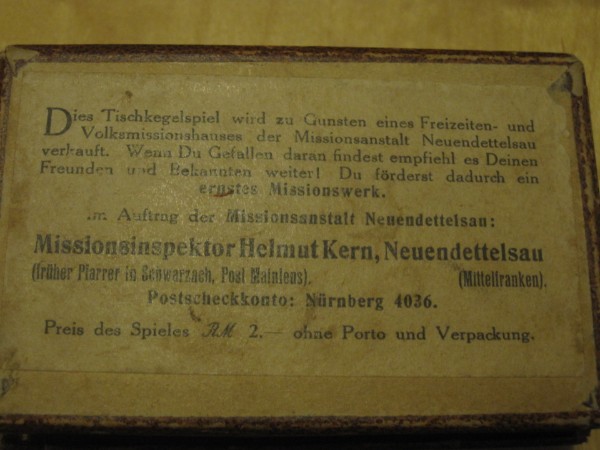 Dies Tischkegelspiel wird zu Gunsten eines Freizeiten- und
Volksmissionshauses der Missionsanstalt Neuendettelsau
verkauft. Wenn Du Gefallen daran findest empfiehl es Deinen
Freunden und Bekannten weiter! Du förderst dadurch ein
ernstes Missionswerk.
Im Auftrag der Missionsanstalt Neuendettelsau:
Missionsinspektor Helmut Kern, Neuendettelsau
(früher Pfarrer in Schwarzach, Post Mainleus). (Mittelfranken).
Postscheckkonto: Nürnberg 4036.
Preis des Spieles RM 2.— ohne Porto und Verpackung.